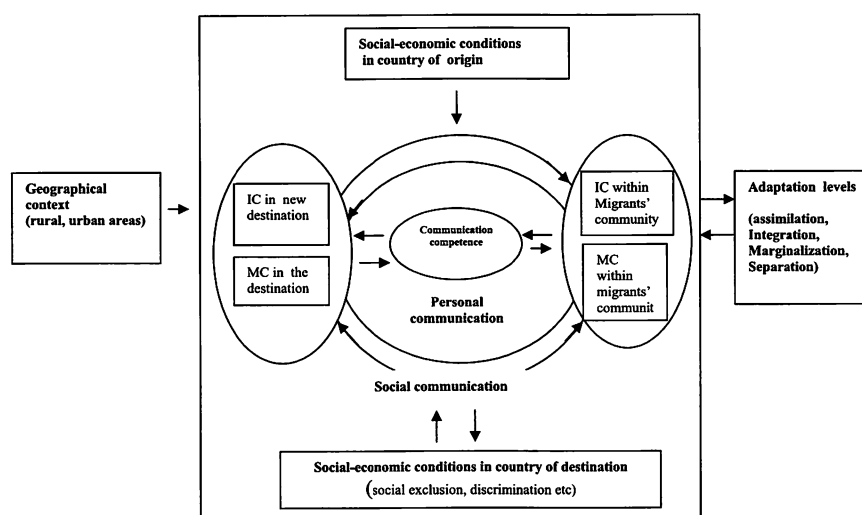 Social-economic conditions
in country of origin
Geographical
context
(rural, urban areas)
IC in new
destination
MC in the
destination
Communication
competence
Personal
communication
IC within
Migrants'
community
MC
within
migrants'
communit
Adaptation levels
(assimilation,
Integration,
Marginalization,
Separation)
Social communication
Social-economic conditions in country of destination
(social exclusion, discrimination etc)